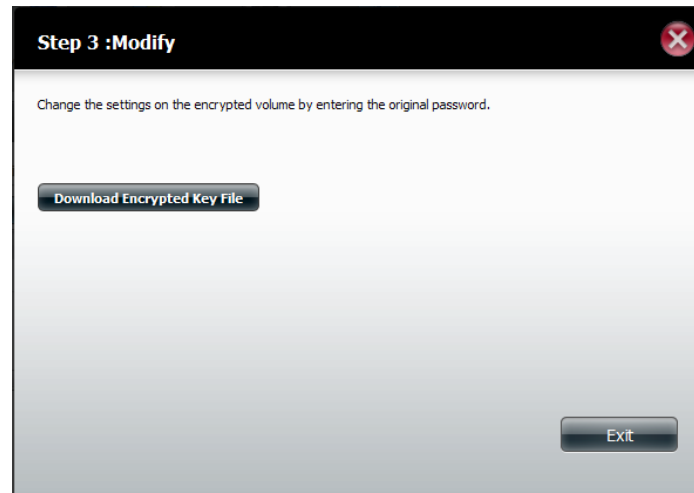 Step 3 :Modify
Change the settings on the encrypted volume by entering the original password.
Download Encrypted Key File
Exit